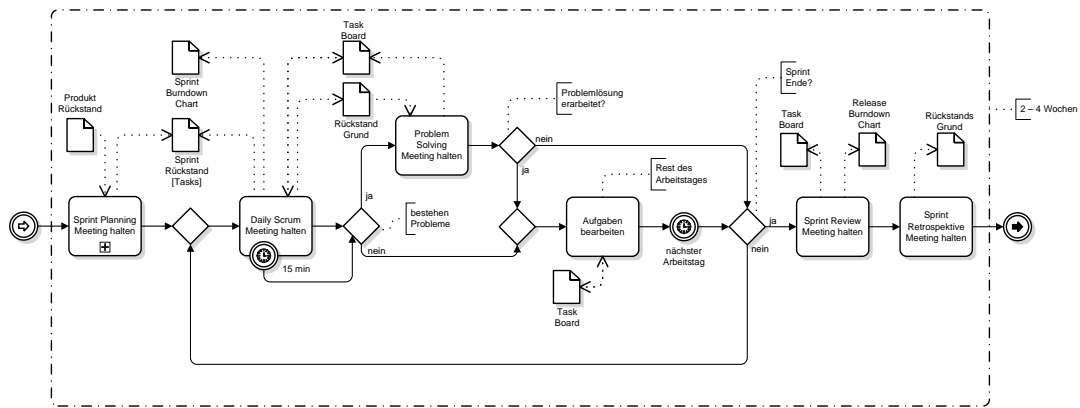 Produkt
Rückstand
Sprint
Burndown
Chart
Sprint
Rückstand
[Tasks]
Task
Board
Rückstand
Grund
Problem
Solving
Meeting halten
Problemlösung
erarbeitet?
Sprint
Ende?
Task
Board
Release
Burndown
Chart
Rückstands
Grund
2 – 4 Wochen
nein
ja
ja
Rest des
Arbeitstages
Sprint Planning
Meeting halten
Daily Scrum
Meeting halten
15 min
bestehen
Probleme
nein
Aufgaben
bearbeiten
nächster
Arbeitstag
ja
nein
Sprint Review
Meeting halten
Sprint
Retrospektive
Meeting halten
Task
Board